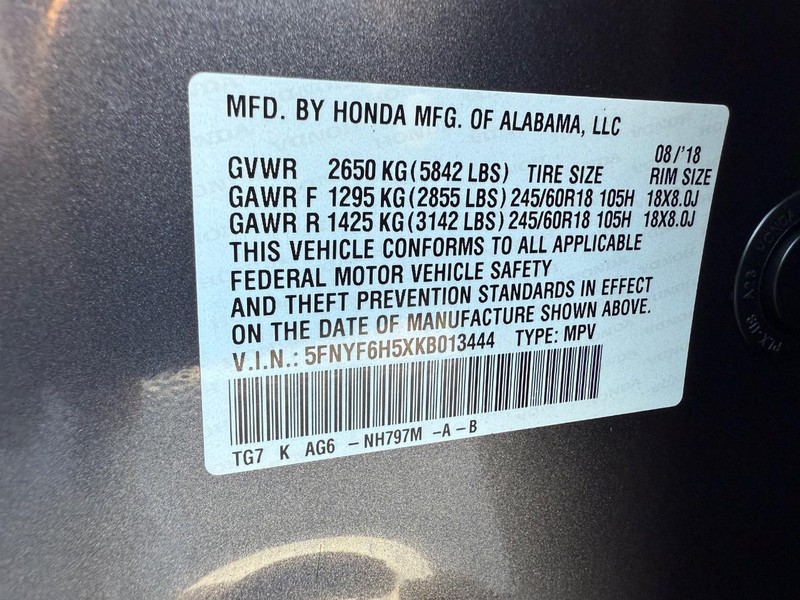 MFD. BY HONDA MFG. OF ALABAMA, LLC
08/'18
GVWR 2650 KG(5842 LBS) TIRE SIZE RIM SIZE
GAWR F 1295 KG(2855 LBS) 245/60R18 105H 18X8.0J
GAWR R 1425 KG(3142 LBS) 245/60R18 105H 18X8.0J
THIS VEHICLE CONFORMS TO ALL APPLICABLE
FEDERAL MOTOR VEHICLE SAFETY
AND THEFT PREVENTION STANDARDS IN EFFECT
ON THE DATE OF MANUFACTURE SHOWN ABOVE.
V.I.N.: 5FNYF6H5XKB013444 TYPE: MPV
TG7 K AG6 - NH797M -A-B